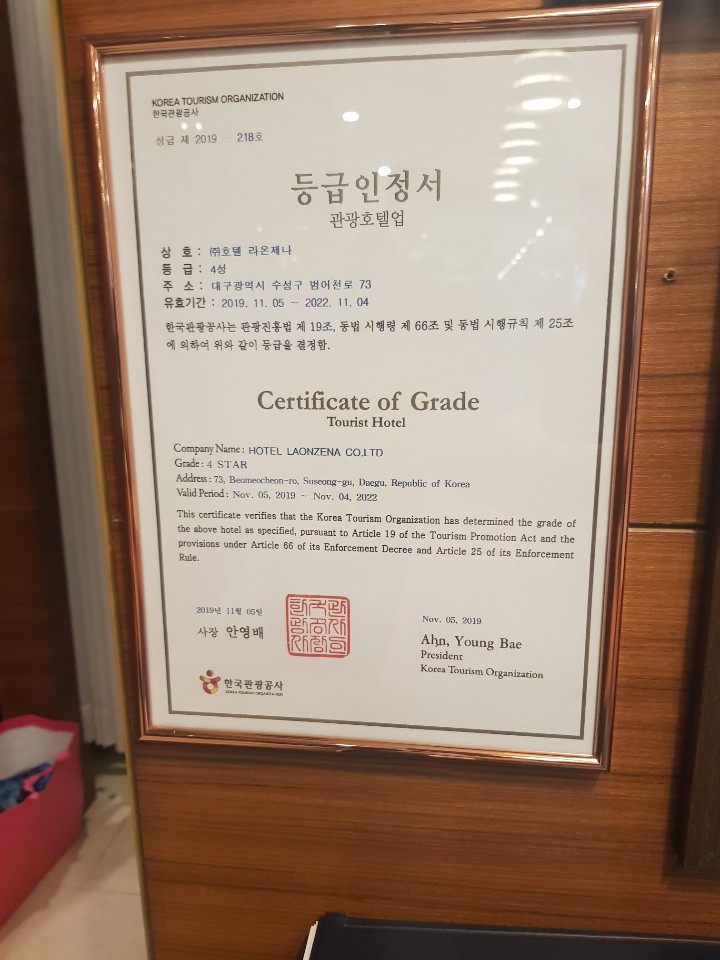 KOREA TOURISM ORGANIZATION
한국관광공사
성급 제 2019 - 218호
등급인정서
관광호텔업
상 호 : ㈜호텔 라온제나
등 급 : 4성
주 소 : 대구광역시 수성구 범어천로 73
유효기간 : 2019. 11. 05 ~ 2022. 11. 04
한국관광공사는 관광진흥법 제 19조, 동법 시행령 제 66조 및 동법 시행규칙 제 25조
에 의하여 위와 같이 등급을 결정함.
Certificate of Grade
Tourist Hotel
Company Name : HOTEL LAONZENA CO.LTD
Grade : 4 STAR
Address : 73, Beomeocheon-ro, Suseong-gu, Daegu, Republic of Korea
Valid Period : Nov. 05, 2019 ~ Nov. 04, 2022
This certificate verifies that the Korea Tourism Organization has determined the grade of
the above hotel as specified, pursuant to Article 19 of the Tourism Promotion Act and the
provisions under Article 66 of its Enforcement Decree and Article 25 of its Enforcement
Rule.
2019년 11월 05일
사장 안영배
Nov. 05, 2019
Ahn, Young Bae
President
Korea Tourism Organization
한국관광공사
KOREA TOURISM ORGANIZATION